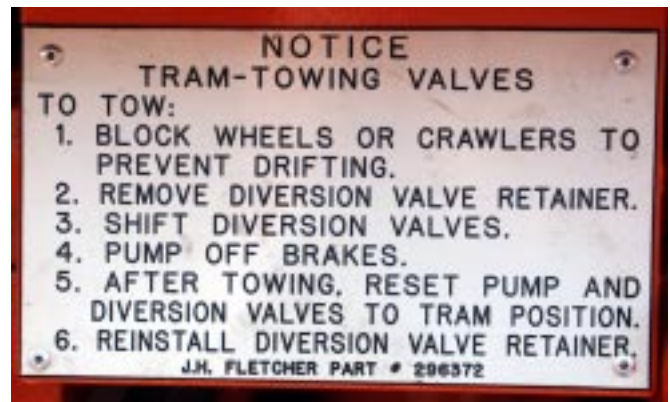 NOTICE
TRAM-TOWING VALVES
TO TOW:
1. BLOCK WHEELS OR CRAWLERS TO
PREVENT DRIFTING.
2. REMOVE DIVERSION VALVE RETAINER.
3. SHIFT DIVERSION VALVES.
4. PUMP OFF BRAKES.
5. AFTER TOWING, RESET PUMP AND
DIVERSION VALVES TO TRAM POSITION.
6. REINSTALL DIVERSION VALVE RETAINER.
J.H. FLETCHER PART # 296372